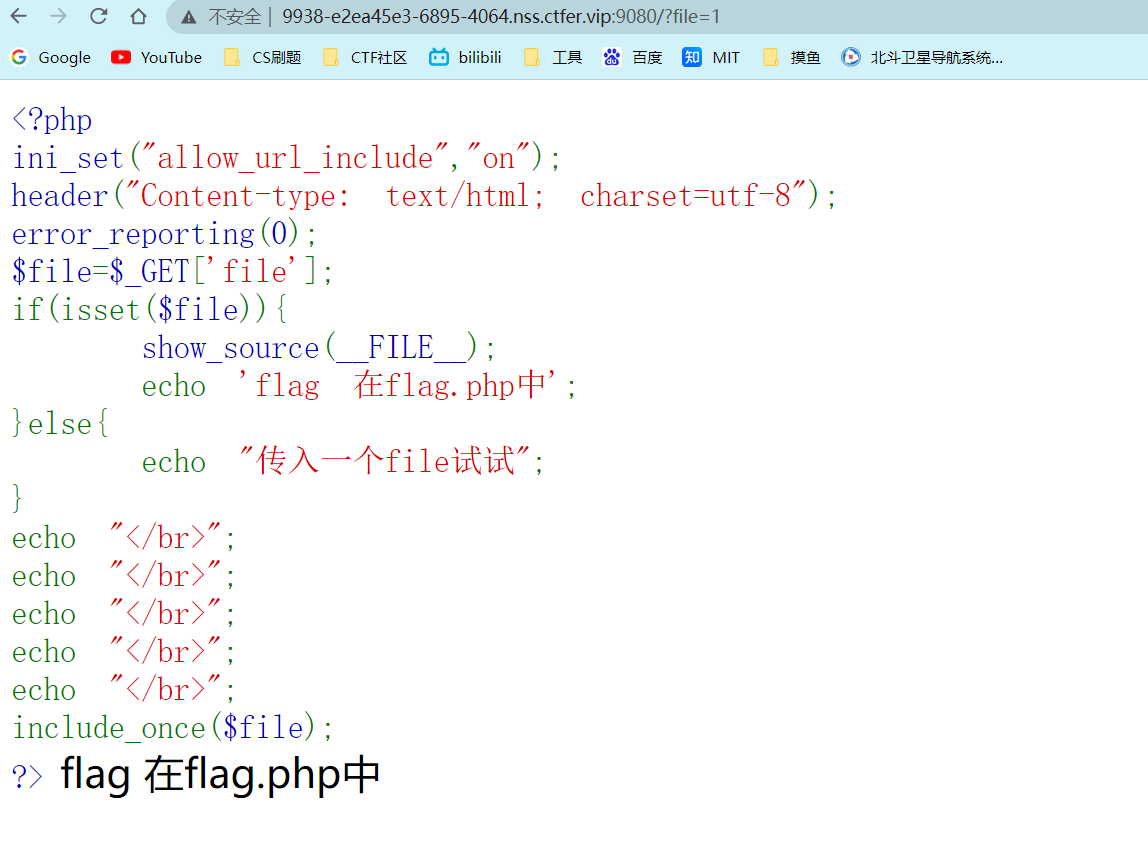 不安全 | 9938-e2ea45e3-6895-4064.nss.ctfer.vip:9080/?file=1
Google YouTube CS刷题 CTF社区 bilibili 工具 百度 知 MIT 摸鱼 北斗卫星导航系统...
<?php
ini_set("allow_url_include","on");
header("Content-type: text/html; charset=utf-8");
error_reporting(0);
$file=$_GET['file'];
if(isset($file)){
show_source(__FILE__);
echo 'flag 在flag.php中';
}else{
echo "传入一个file试试";
}
echo "</br>";
echo "</br>";
echo "</br>";
echo "</br>";
echo "</br>";
include_once($file);
?> flag 在flag.php中